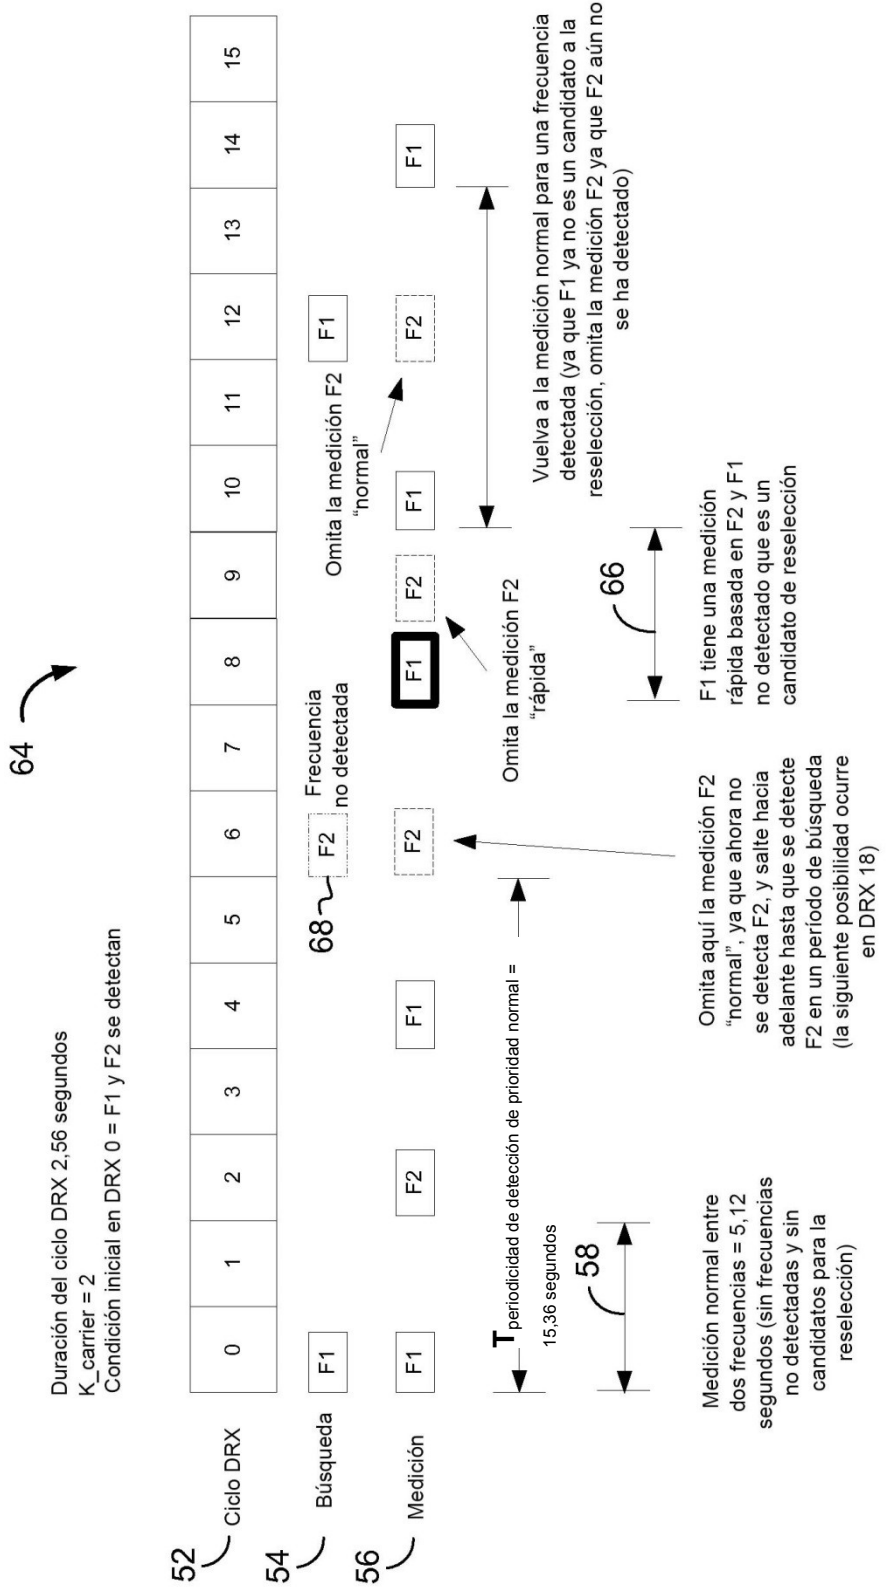 64
Duración del ciclo DRX 2,56 segundos
K_carrier = 2
Condición inicial en DRX 0 = F1 y F2 se detectan
52
Ciclo DRX
0 1 2 3 4 5 6 7 8 9 10 11 12 13 14 15
54
Búsqueda
F1
68
F2
Frecuencia
no detectada
F1
Omita la medición F2
“normal”
56
Medición
F1 F2 F1 F2 F1 F2 F1 F2 F1
T periodicidad de detección de prioridad normal =
15,36 segundos
Omita la medición F2
“rápida”
Vuelva a la medición normal para una frecuencia
detectada (ya que F1 ya no es un candidato a la
reselección, omita la medición F2 ya que F2 aún no
se ha detectado)
58
Medición normal entre
dos frecuencias = 5,12
segundos (sin frecuencias
no detectadas y sin
candidatos para la
reselección)
Omita aquí la medición F2
“normal”, ya que ahora no
se detecta F2, y salte hacia
adelante hasta que se detecte
F2 en un período de búsqueda
(la siguiente posibilidad ocurre
en DRX 18)
66
F1 tiene una medición
rápida basada en F2 y F1
no detectado que es un
candidato de reselección